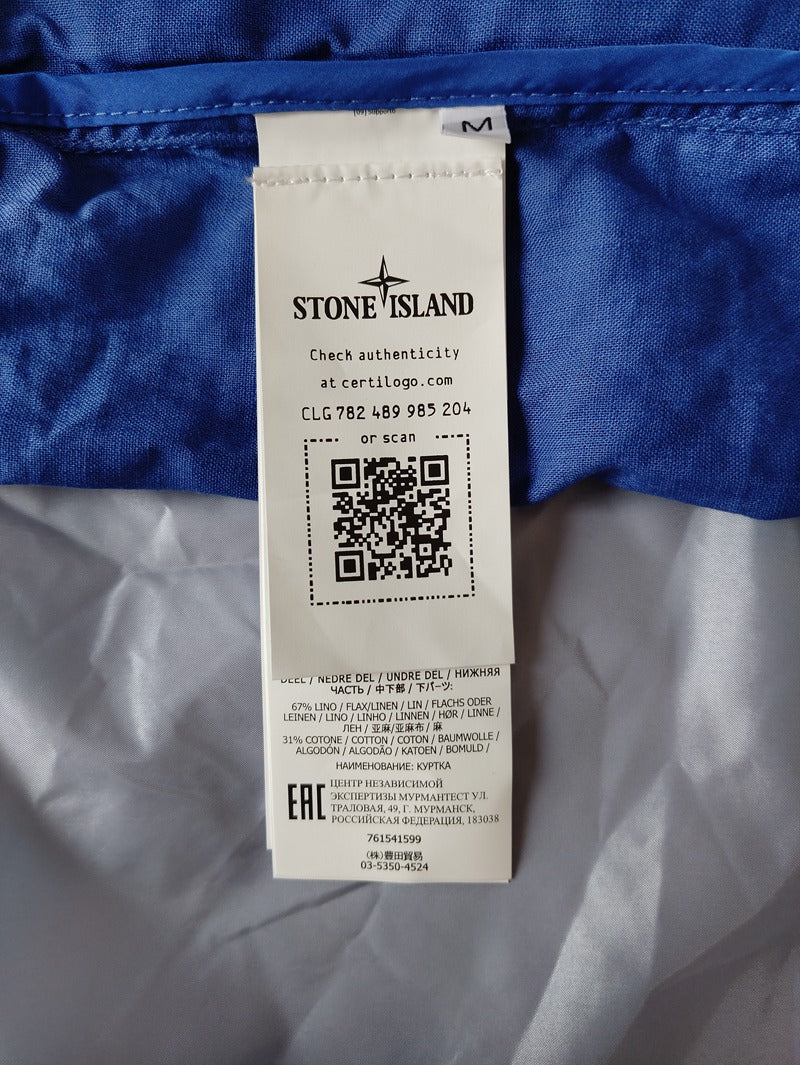 [09] Supporto
M
STONE ISLAND
Check authenticity
at certilogo.com
CLG 782 489 985 204
or scan
DEEL / NEDRE DEL / UNDRE DEL / НИЖНЯЯ
ЧАСТЬ / 中下部 / 下パーツ:
67% LINO / FLAX/LINEN / LIN / FLACHS ODER
LEINEN / LINO / LINHO / LINNEN / HØR / LINNE /
ЛЕН / 亚麻/亚麻布 / 麻
31% COTONE / COTTON / COTON / BAUMWOLLE /
ALGODÓN / ALGODÃO / KATOEN / BOMULD /
НАИМЕНОВАНИЕ: КУРТКА
EAC
ЦЕНТР НЕЗАВИСИМОЙ
ЭКСПЕРТИЗЫ МУРМАНТЕСТ УЛ.
ТРАЛОВАЯ, 49, Г. МУРМАНСК,
РОССИЙСКАЯ ФЕДЕРАЦИЯ, 183038
761541599
(株)豊田貿易
03-5350-4524